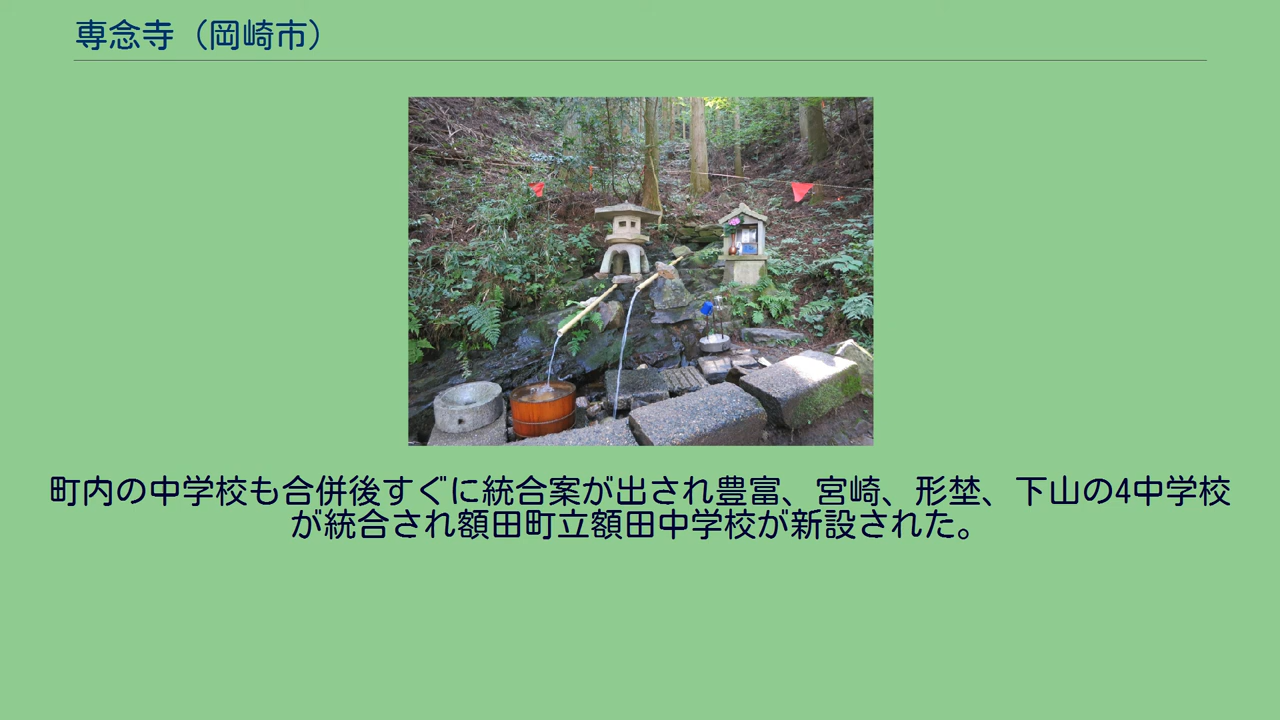 専念寺（岡崎市）
町内の中学校も合併後すぐに統合案が出され豊富、宮崎、形埜、下山の4中学校
が統合され額田町立額田中学校が新設された。